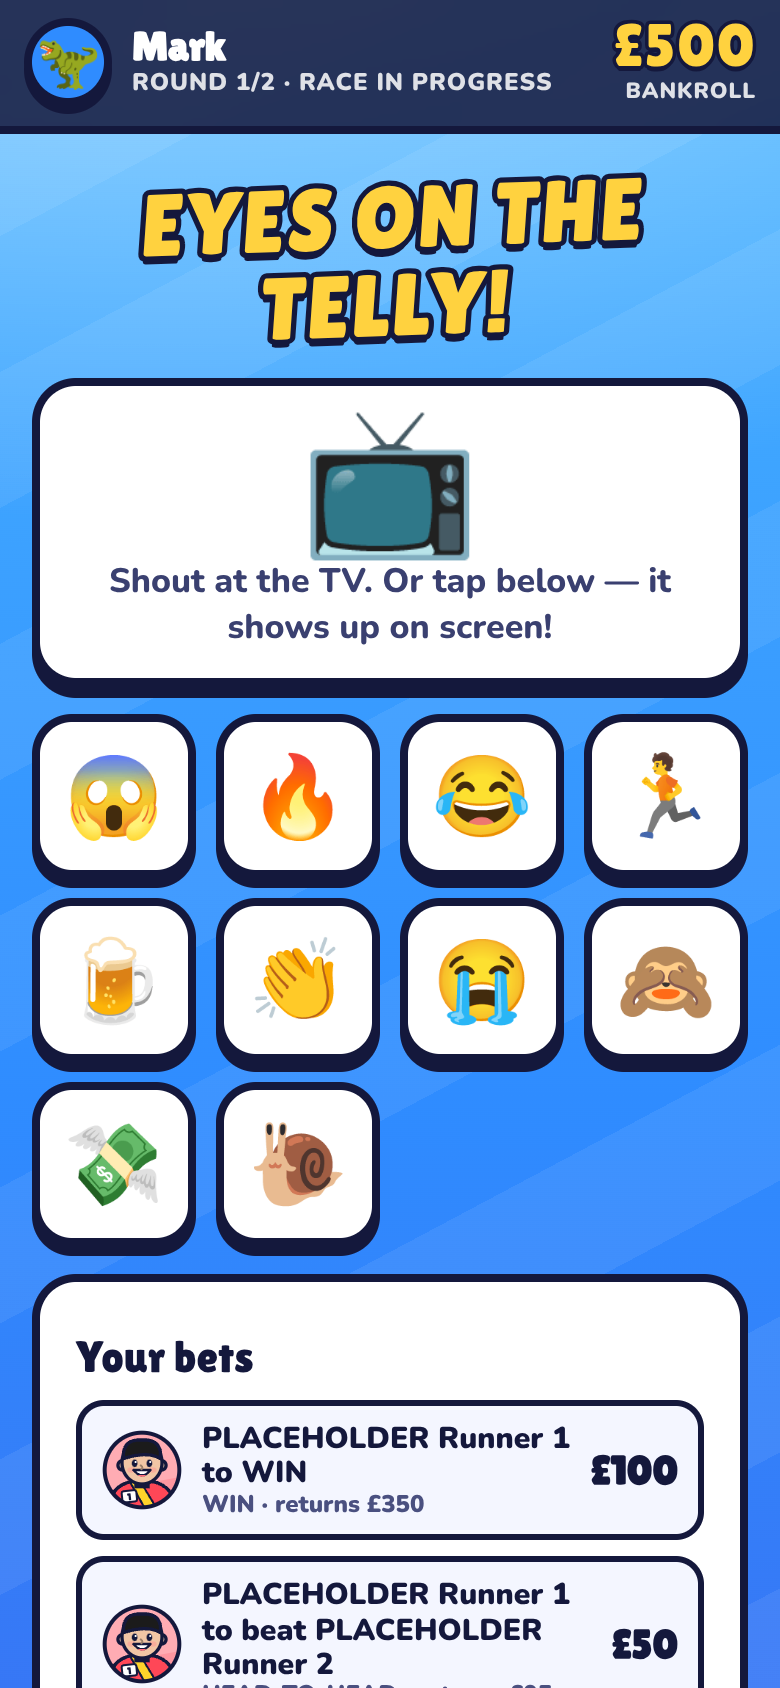 Mark
ROUND 1/2 · RACE IN PROGRESS
£500
BANKROLL
EYES ON THE
TELLY!
Shout at the TV. Or tap below — it
shows up on screen!
Your bets
PLACEHOLDER Runner 1
to WIN
WIN · returns £350
£100
PLACEHOLDER Runner 1
to beat PLACEHOLDER
Runner 2
£50